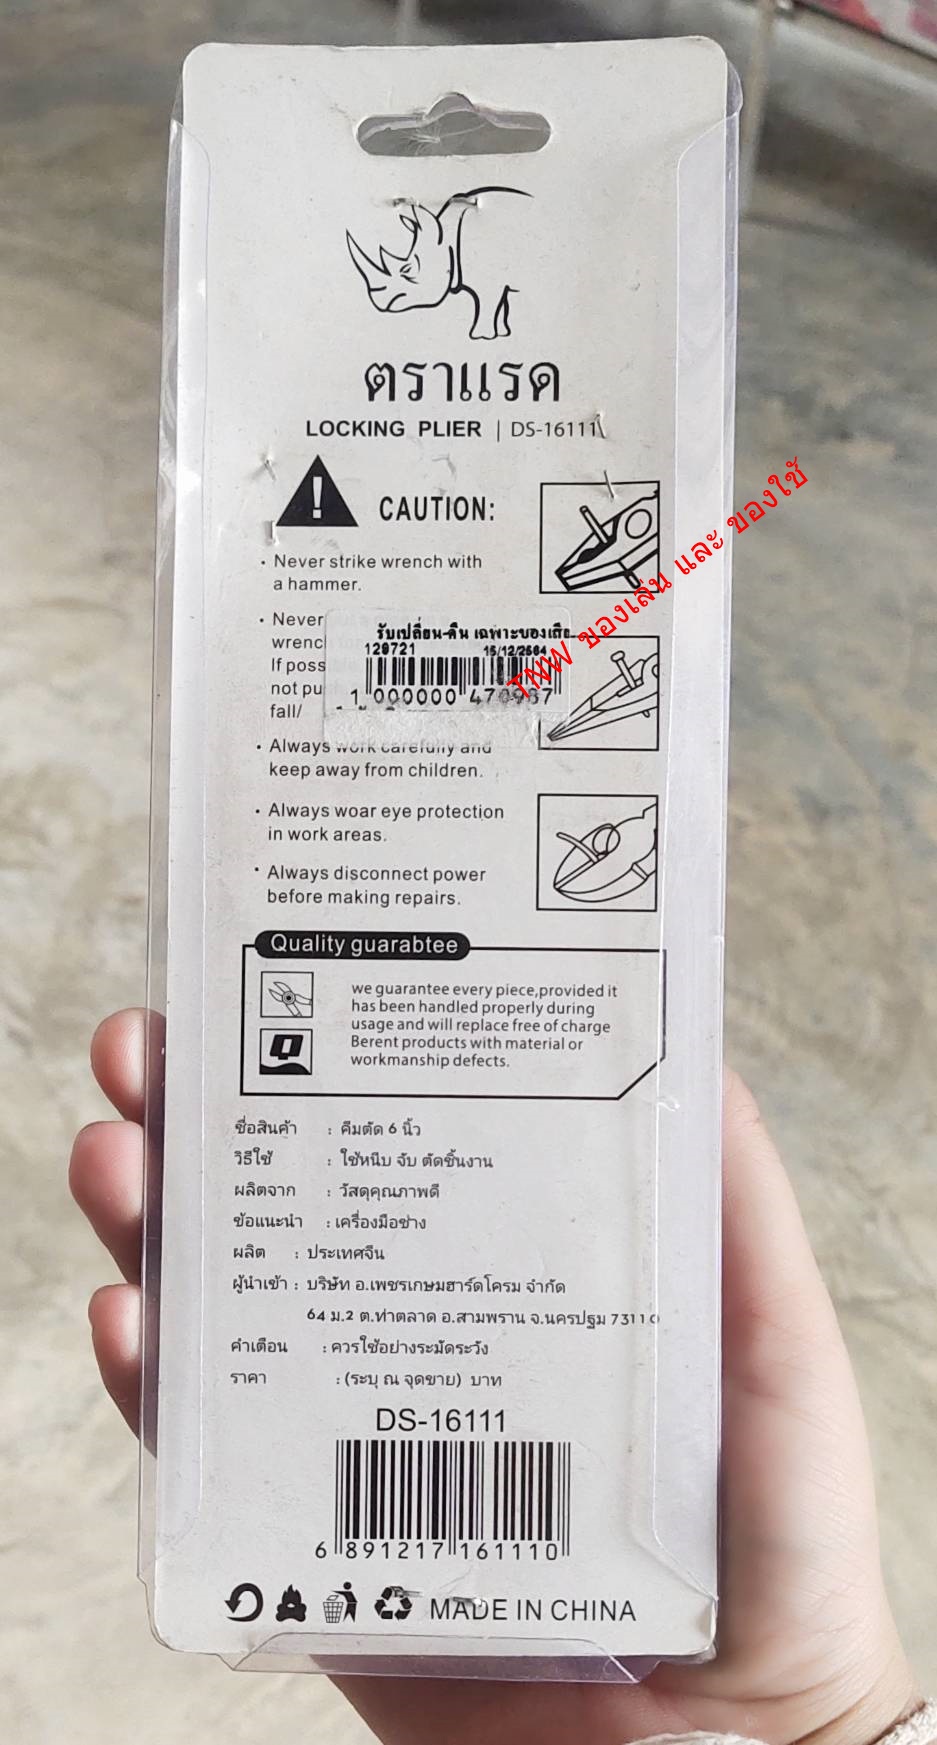 ตราแรด
LOCKING PLIER | DS-16111
! CAUTION:
· Never strike wrench with
a hammer.
· Never
wrenc
If poss
not pu
fall/
รับเปลี่ยน-คืน เฉพาะของเสีย
129721 15/12/2564
1 000000 470987
· Always work carefully and
keep away from children.
· Always woar eye protection
in work areas.
· Always disconnect power
before making repairs.
TNW ของเล่น และ ของใช้
Quality guarabtee
we guarantee every piece,provided it
has been handled properly during
usage and will replace free of charge
Berent products with material or
workmanship defects.
Q
ชื่อสินค้า : คีมตัด 6 นิ้ว
วิธีใช้ : ใช้หนีบ จับ ตัดชิ้นงาน
ผลิตจาก : วัสดุคุณภาพดี
ข้อแนะนำ : เครื่องมือช่าง
ผลิต : ประเทศจีน
ผู้นำเข้า : บริษัท อ.เพชรเกษมฮาร์ดโครม จำกัด
64 ม.2 ต.ท่าตลาด อ.สามพราน จ.นครปฐม 73110
คำเตือน : ควรใช้อย่างระมัดระวัง
ราคา : (ระบุ ณ จุดขาย) บาท
DS-16111
6 891217 161110
MADE IN CHINA